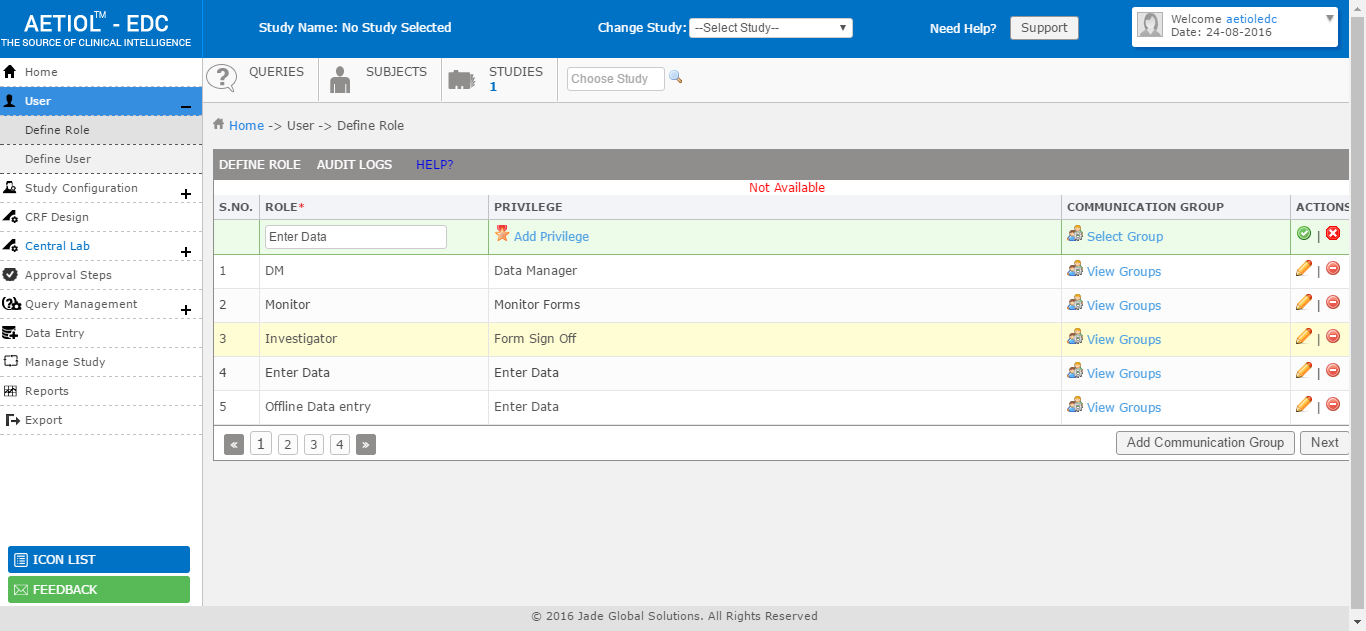 AETIOL™ - EDC
THE SOURCE OF CLINICAL INTELLIGENCE
Study Name: No Study Selected
Change Study: --Select Study--
Need Help? Support
Welcome aetioledc
Date: 24-08-2016
Home
User
Define Role
Define User
Study Configuration
CRF Design
Central Lab
Approval Steps
Query Management
Data Entry
Manage Study
Reports
Export
ICON LIST
FEEDBACK
QUERIES
SUBJECTS
STUDIES
1
Choose Study
Home -> User -> Define Role
DEFINE ROLE AUDIT LOGS HELP?
Not Available
S.NO. ROLE* PRIVILEGE COMMUNICATION GROUP ACTIONS
Enter Data Add Privilege Select Group |
1 DM Data Manager View Groups |
2 Monitor Monitor Forms View Groups |
3 Investigator Form Sign Off View Groups |
4 Enter Data Enter Data View Groups |
5 Offline Data entry Enter Data View Groups |
« 1 2 3 4 » Add Communication Group Next
© 2016 Jade Global Solutions. All Rights Reserved